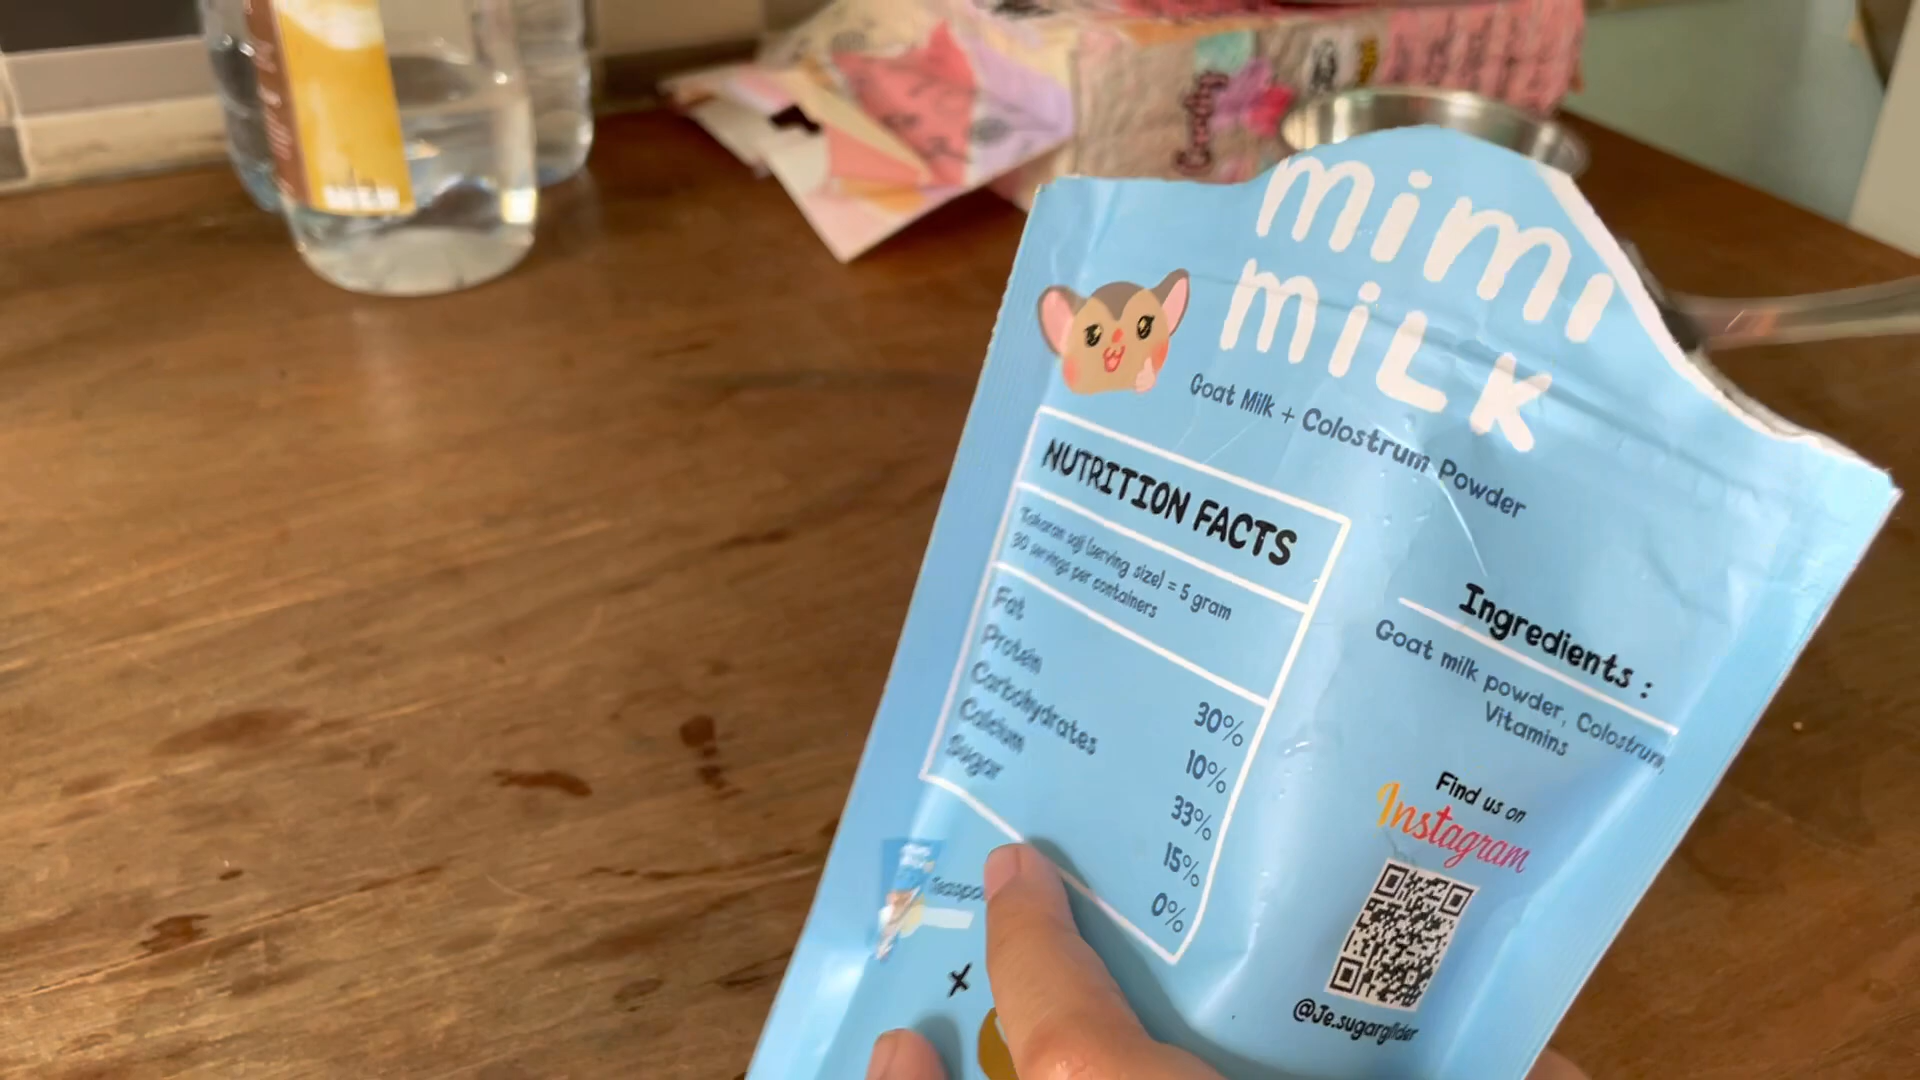 mimi
MiLK
Goat Milk + Colostrum Powder
NUTRITION FACTS
Takaran saji (serving size) = 5 gram
30 servings per containers
Fat 30%
Protein 10%
Carbohydrates 33%
Calcium 15%
Sugar 0%
Ingredients :
Goat milk powder, Colostrum,
Vitamins
Find us on
Instagram
@Je.sugarglider
+